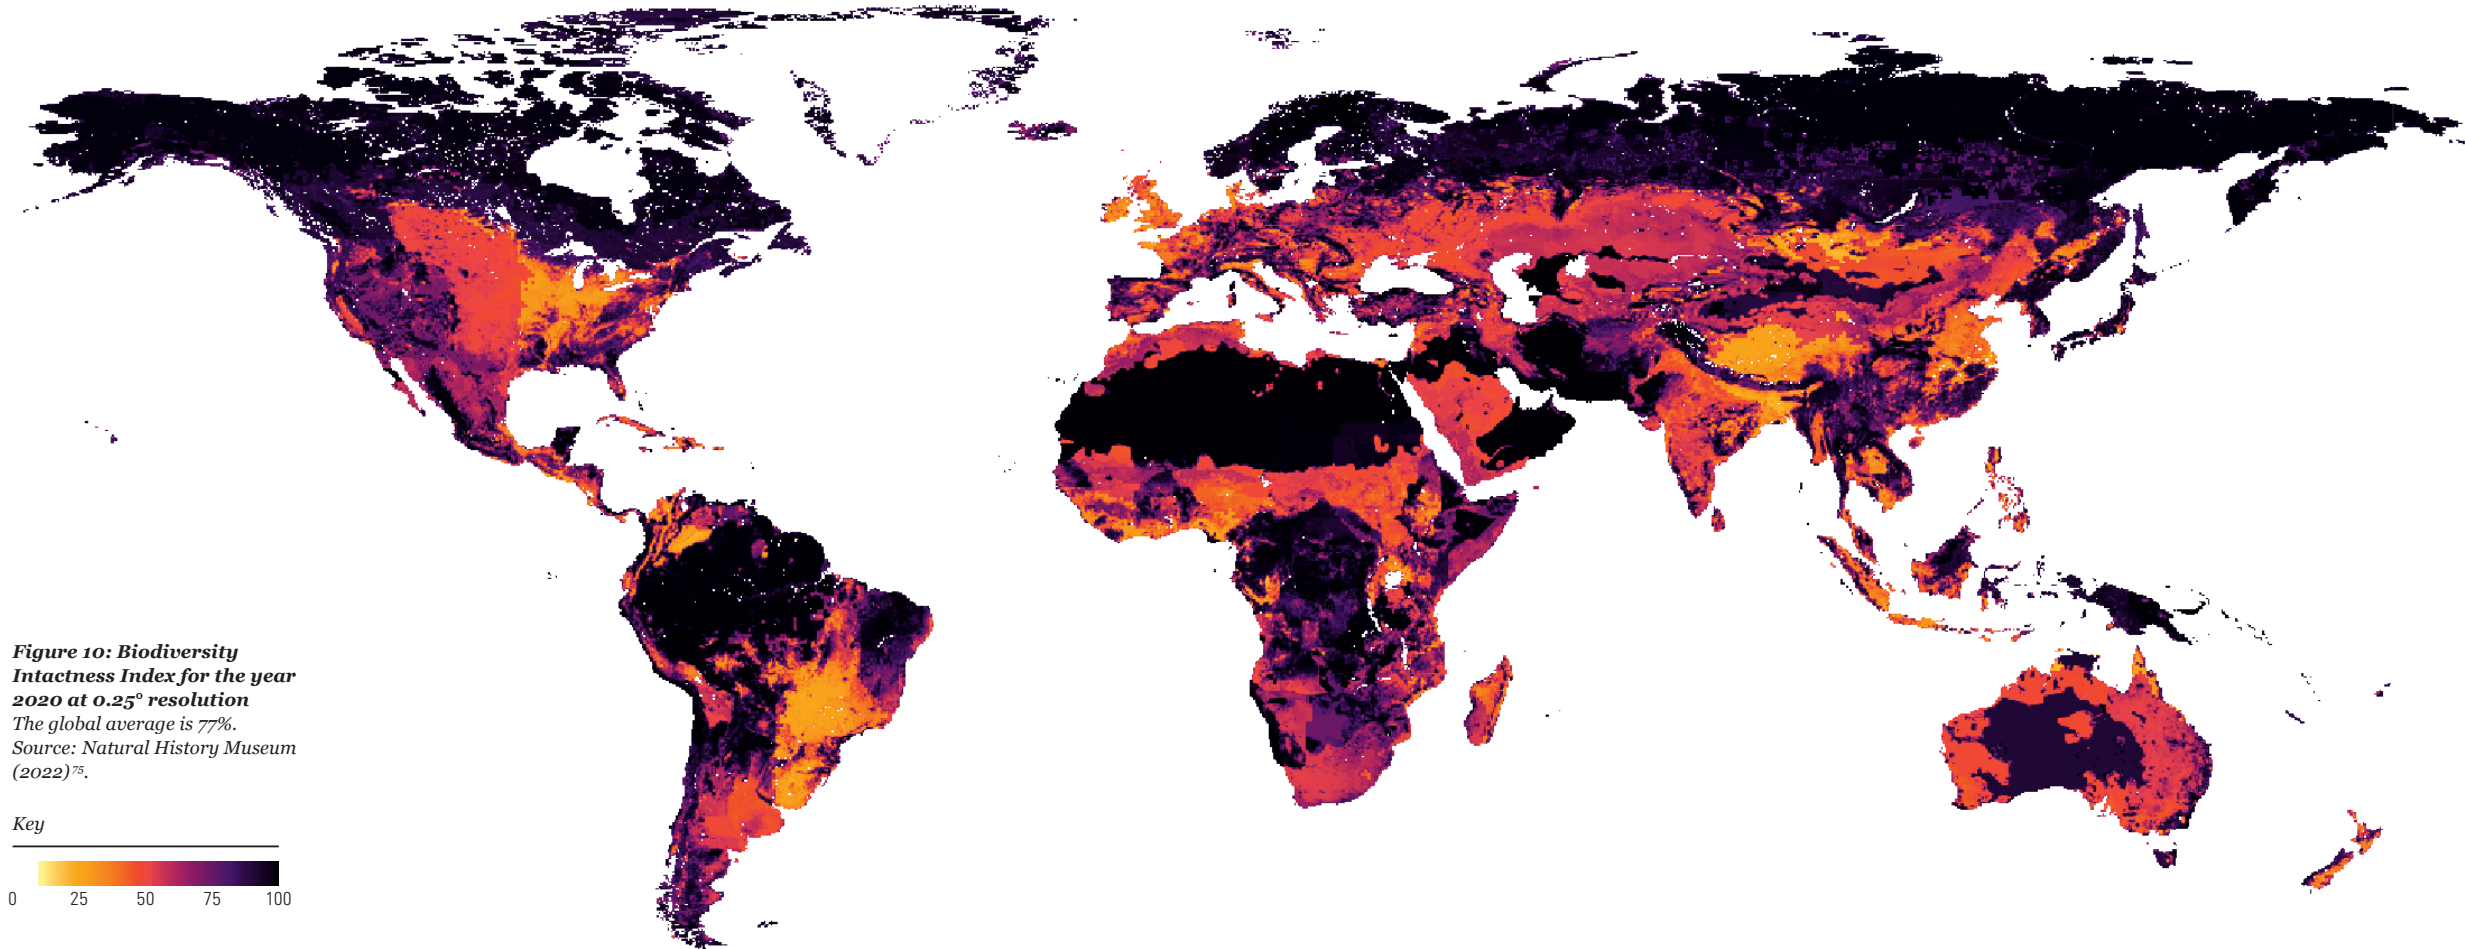 Figure 10: Biodiversity
Intactness Index for the year
2020 at 0.25° resolution
The global average is 77%.
Source: Natural History Museum
(2022)⁷⁵.
Key
0 25 50 75 100